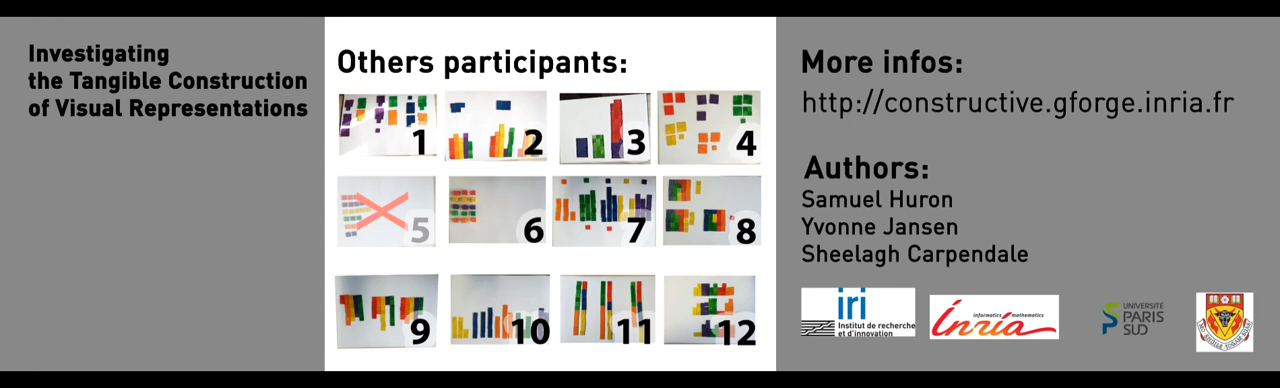 Investigating
the Tangible Construction
of Visual Representations
Others participants:
1
2
3
4
5
6
7
8
9
10
11
12
More infos:
http://constructive.gforge.inria.fr
Authors:
Samuel Huron
Yvonne Jansen
Sheelagh Carpendale
iri
Institut de recherche
et d'innovation
informatics mathematics
inria
UNIVERSITÉ
PARIS
SUD